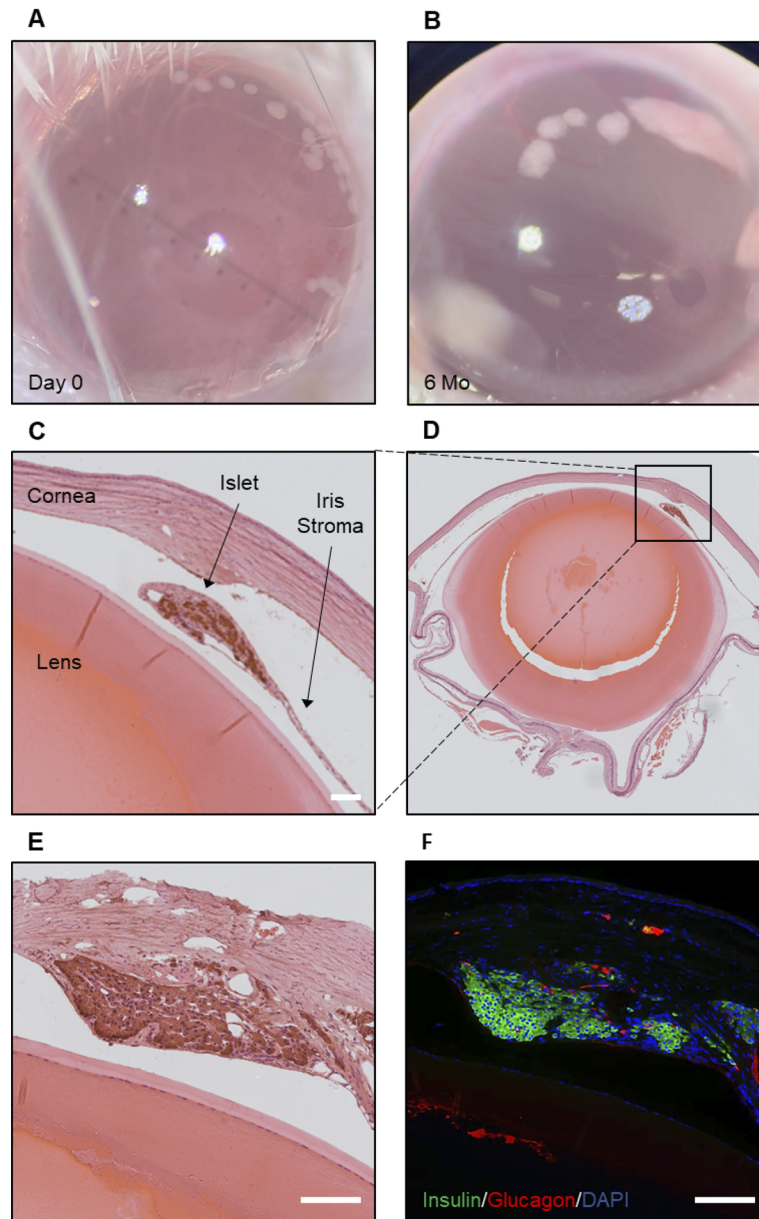 A
B
Day 0
6 Mo
C
D
Cornea
Islet
Iris
Stroma
Lens
E
F
Insulin/Glucagon/DAPI